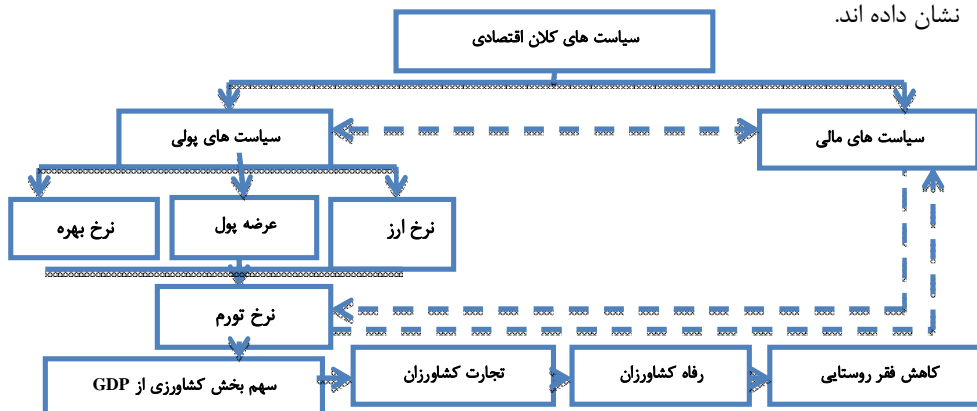 نشان داده اند.
سیاست های کلان اقتصادی
سیاست های پولی
سیاست های مالی
نرخ ارز
عرضه پول
نرخ بهره
نرخ تورم
سهم بخش کشاورزی از GDP
تجارت کشاورزان
رفاه کشاورزان
کاهش فقر روستایی